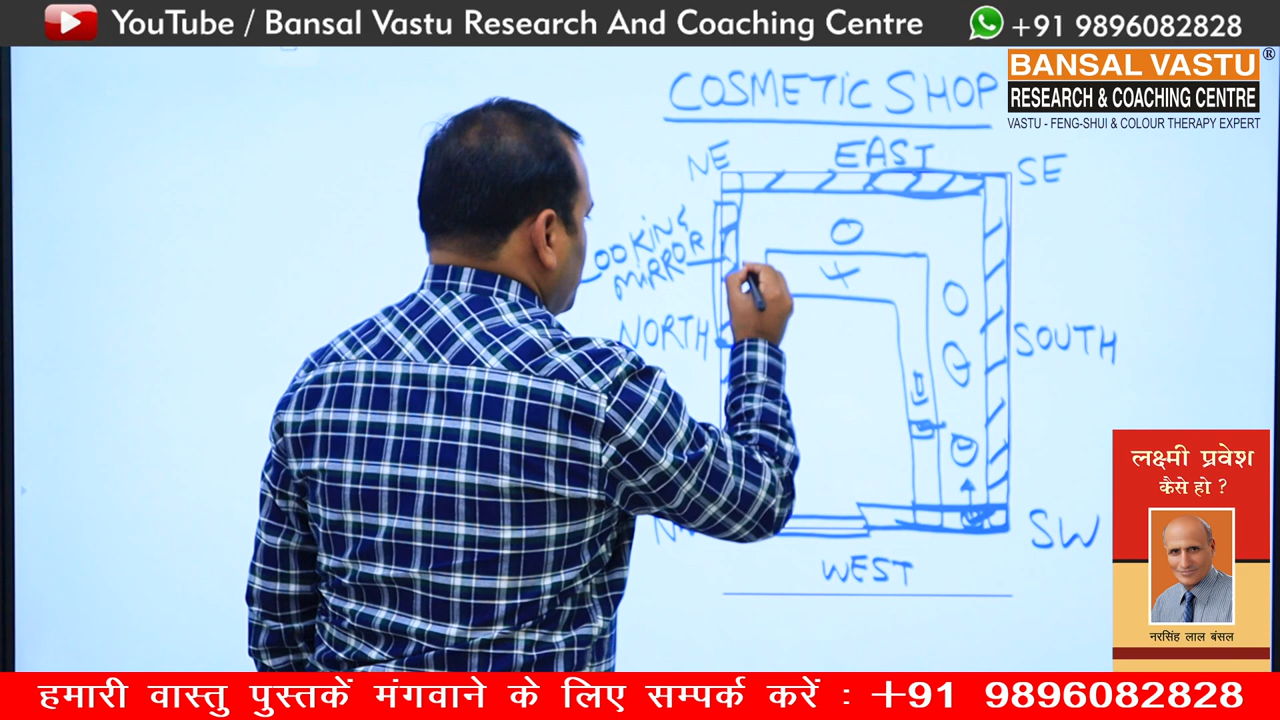 YouTube / Bansal Vastu Research And Coaching Centre
+91 9896082828
BANSAL VASTU®
RESEARCH & COACHING CENTRE
VASTU - FENG-SHUI & COLOUR THERAPY EXPERT
COSMETIC SHOP
NE EAST SE
LOOKING
MIRROR
NORTH
SOUTH
SW
WEST
लक्ष्मी प्रवेश
कैसे हो ?
नरसिंह लाल बंसल
हमारी वास्तु पुस्तकें मंगवाने के लिए सम्पर्क करें : +91 9896082828